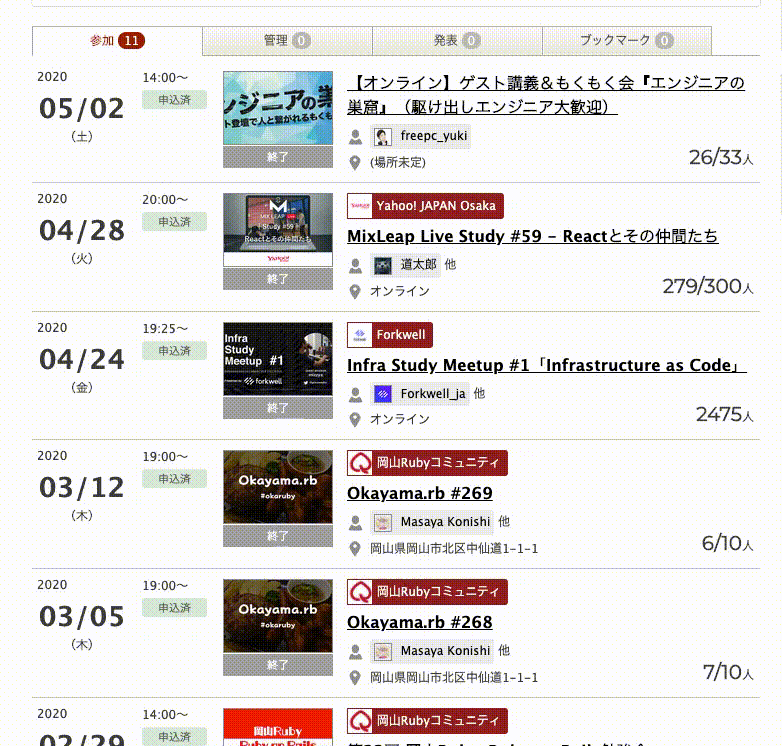 参加 11
管理 0
発表 0
ブックマーク 0
2020
05/02
(土)
14:00〜
申込済
ンジニアの巣
ト登壇で人と繋がれるもくも
終了
【オンライン】ゲスト講義＆もくもく会『エンジニアの
巣窟』（駆け出しエンジニア大歓迎）
freepc_yuki
(場所未定)
26/33人
2020
04/28
(火)
20:00〜
申込済
MIX LEAP
Study #59
Reactとその仲間たち
終了
Yahoo! JAPAN Osaka
MixLeap Live Study #59 - Reactとその仲間たち
道太郎 他
オンライン
279/300人
2020
04/24
(金)
19:25〜
申込済
Infra
Study
Meetup #1
forkwell
終了
Forkwell
Infra Study Meetup #1「Infrastructure as Code」
Forkwell_ja 他
オンライン
2475人
2020
03/12
(木)
19:00〜
申込済
Okayama.rb
#okaruby
終了
岡山Rubyコミュニティ
Okayama.rb #269
Masaya Konishi 他
岡山県岡山市北区中仙道1-1-1
6/10人
2020
03/05
(木)
19:00〜
申込済
Okayama.rb
#okaruby
終了
岡山Rubyコミュニティ
Okayama.rb #268
Masaya Konishi 他
岡山県岡山市北区中仙道1-1-1
7/10人
2020
02/29
14:00〜
申込済
岡山Ruby
岡山Rubyコミュニティ